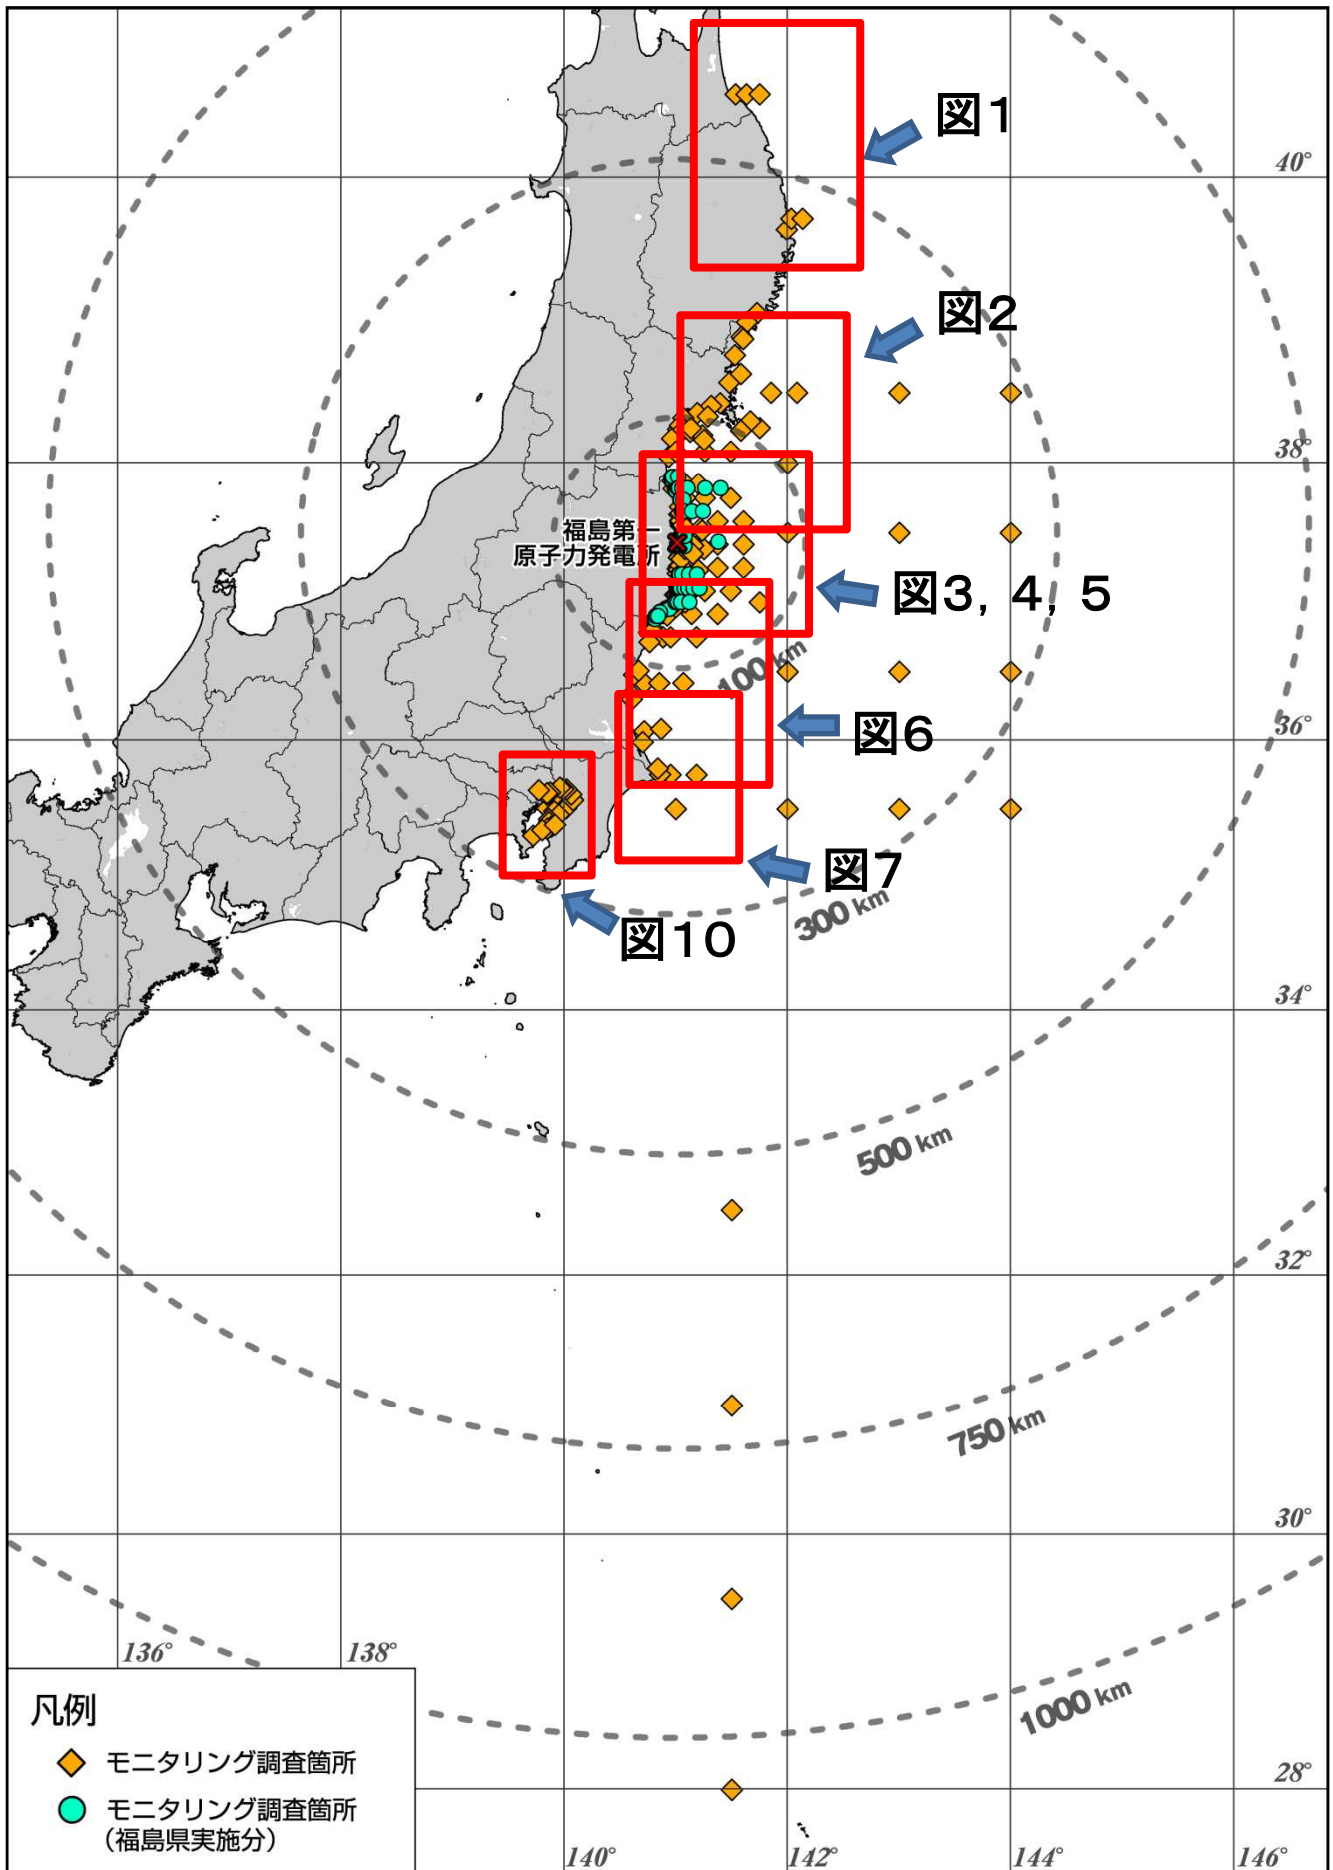 図1
40°
図2
38°
福島第一
原子力発電所
図3, 4, 5
100 km
36°
図6
図7
300 km
図10
34°
500 km
32°
750 km
30°
136°
138°
1000 km
凡例
モニタリング調査箇所
モニタリング調査箇所
（福島県実施分）
28°
140°
142°
144°
146°